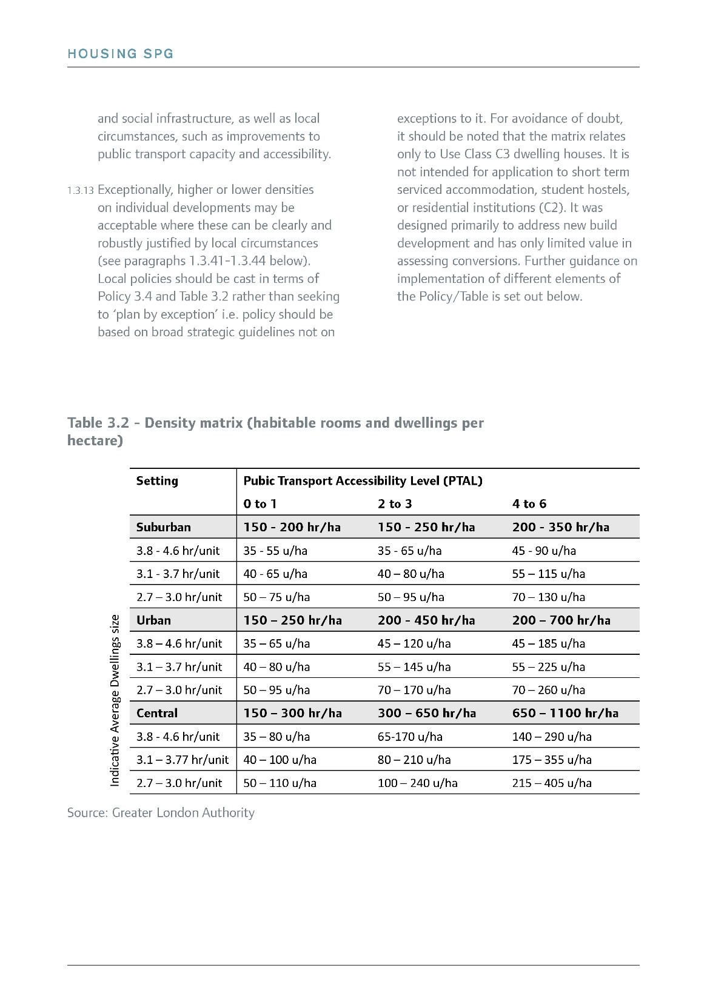 HOUSING SPG
and social infrastructure, as well as local
circumstances, such as improvements to
public transport capacity and accessibility.
1.3.13 Exceptionally, higher or lower densities
on individual developments may be
acceptable where these can be clearly and
robustly justified by local circumstances
(see paragraphs 1.3.41-1.3.44 below).
Local policies should be cast in terms of
Policy 3.4 and Table 3.2 rather than seeking
to ‘plan by exception’ i.e. policy should be
based on broad strategic guidelines not on
exceptions to it. For avoidance of doubt,
it should be noted that the matrix relates
only to Use Class C3 dwelling houses. It is
not intended for application to short term
serviced accommodation, student hostels,
or residential institutions (C2). It was
designed primarily to address new build
development and has only limited value in
assessing conversions. Further guidance on
implementation of different elements of
the Policy/Table is set out below.
Table 3.2 - Density matrix (habitable rooms and dwellings per
hectare)
Setting Pubic Transport Accessibility Level (PTAL)
0 to 1 2 to 3 4 to 6
Suburban 150 - 200 hr/ha 150 - 250 hr/ha 200 - 350 hr/ha
3.8 - 4.6 hr/unit 35 - 55 u/ha 35 - 65 u/ha 45 - 90 u/ha
3.1 - 3.7 hr/unit 40 - 65 u/ha 40 – 80 u/ha 55 – 115 u/ha
2.7 – 3.0 hr/unit 50 – 75 u/ha 50 – 95 u/ha 70 – 130 u/ha
Urban 150 – 250 hr/ha 200 - 450 hr/ha 200 – 700 hr/ha
3.8 – 4.6 hr/unit 35 – 65 u/ha 45 – 120 u/ha 45 – 185 u/ha
3.1 – 3.7 hr/unit 40 – 80 u/ha 55 – 145 u/ha 55 – 225 u/ha
2.7 – 3.0 hr/unit 50 – 95 u/ha 70 – 170 u/ha 70 – 260 u/ha
Central 150 – 300 hr/ha 300 – 650 hr/ha 650 – 1100 hr/ha
3.8 - 4.6 hr/unit 35 – 80 u/ha 65-170 u/ha 140 – 290 u/ha
3.1 – 3.77 hr/unit 40 – 100 u/ha 80 – 210 u/ha 175 – 355 u/ha
2.7 – 3.0 hr/unit 50 – 110 u/ha 100 – 240 u/ha 215 – 405 u/ha
Indicative Average Dwellings size
Source: Greater London Authority